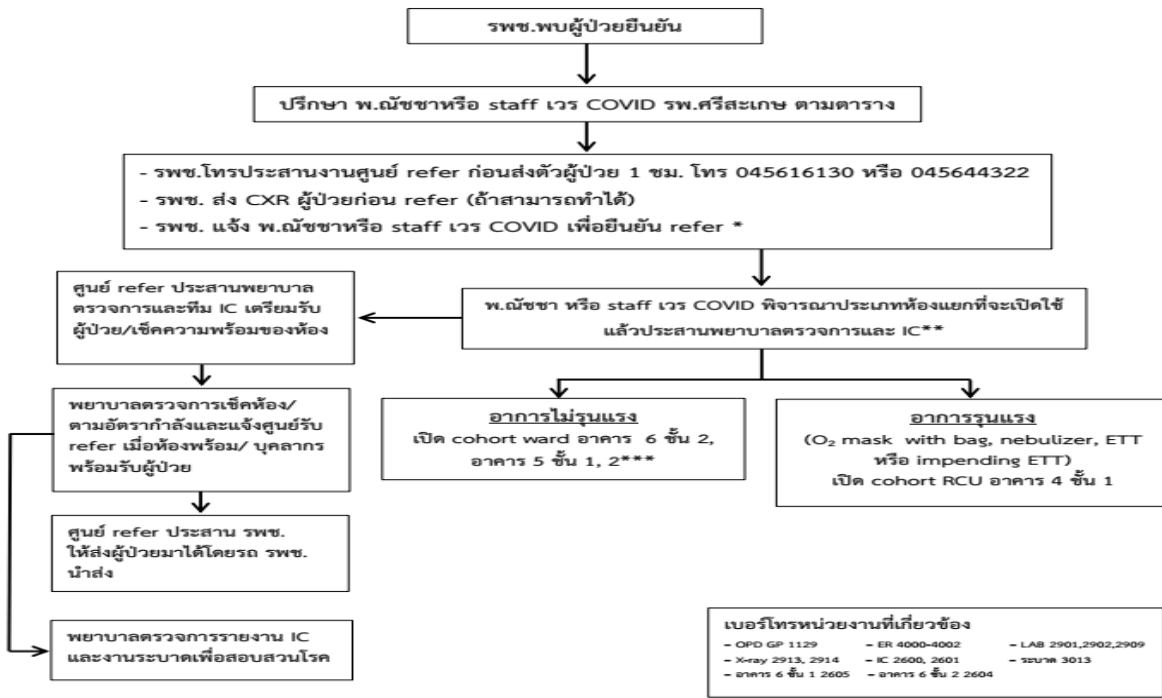 รพช.พบผู้ป่วยยืนยัน
ปรึกษา พ.ณัชชาหรือ staff เวร COVID รพ.ศรีสะเกษ ตามตาราง
- รพช.โทรประสานงานศูนย์ refer ก่อนส่งตัวผู้ป่วย 1 ชม. โทร 045616130 หรือ 045644322
- รพช. ส่ง CXR ผู้ป่วยก่อน refer (ถ้าสามารถทำได้)
- รพช. แจ้ง พ.ณัชชาหรือ staff เวร COVID เพื่อยืนยัน refer *
พ.ณัชชา หรือ staff เวร COVID พิจารณาประเภทห้องแยกที่จะเปิดใช้
แล้วประสานพยาบาลตรวจการและ IC**
ศูนย์ refer ประสานพยาบาล
ตรวจการและทีม IC เตรียมรับ
ผู้ป่วย/เช็คความพร้อมของห้อง
พยาบาลตรวจการเช็คห้อง/
ตามอัตรากำลังและแจ้งศูนย์รับ
refer เมื่อห้องพร้อม/ บุคลากร
พร้อมรับผู้ป่วย
ศูนย์ refer ประสาน รพช.
ให้ส่งผู้ป่วยมาได้โดยรถ รพช.
นำส่ง
พยาบาลตรวจการรายงาน IC
และงานระบาดเพื่อสอบสวนโรค
อาการไม่รุนแรง
เปิด cohort ward อาคาร 6 ชั้น 2,
อาคาร 5 ชั้น 1, 2***
อาการรุนแรง
(O₂ mask with bag, nebulizer, ETT
หรือ impending ETT)
เปิด cohort RCU อาคาร 4 ชั้น 1
เบอร์โทรหน่วยงานที่เกี่ยวข้อง
- OPD GP 1129 - ER 4000-4002 - LAB 2901,2902,2909
- X-ray 2913, 2914 - IC 2600, 2601 - ระบาด 3013
- อาคาร 6 ชั้น 1 2605 - อาคาร 6 ชั้น 2 2604